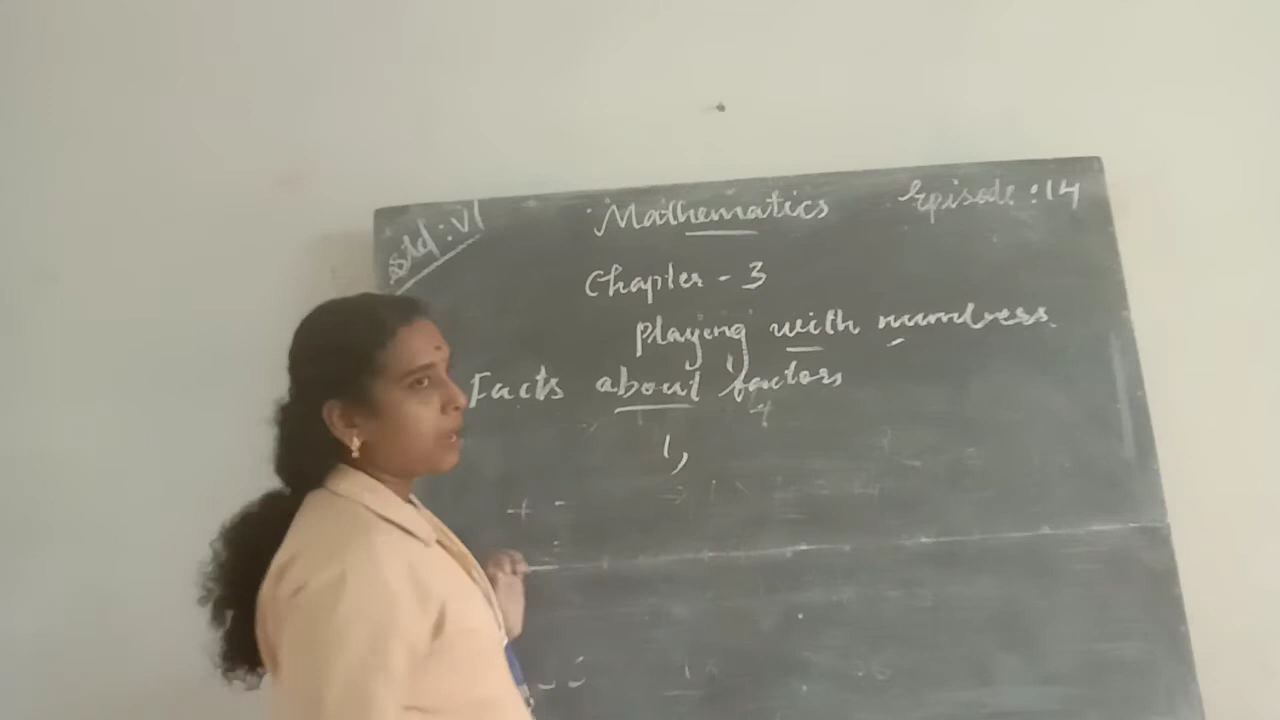 Std : VI
Mathematics
Episode : 14
Chapter - 3
Playing with numbers
Facts about factors
1,
+ -